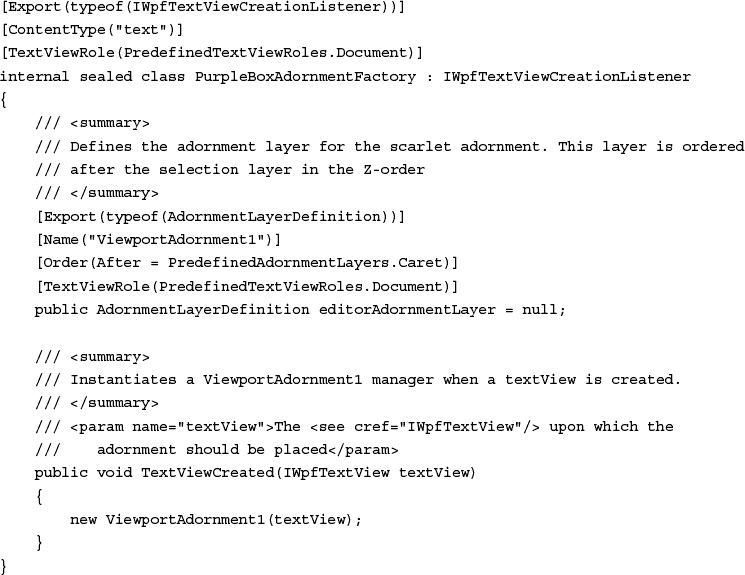 [Export(typeof(IWpfTextViewCreationListener))]
[ContentType("text")]
[TextViewRole(PredefinedTextViewRoles.Document)]
internal sealed class PurpleBoxAdornmentFactory : IWpfTextViewCreationListener
{
    /// <summary>
    /// Defines the adornment layer for the scarlet adornment. This layer is ordered
    /// after the selection layer in the Z-order
    /// </summary>
    [Export(typeof(AdornmentLayerDefinition))]
    [Name("ViewportAdornment1")]
    [Order(After = PredefinedAdornmentLayers.Caret)]
    [TextViewRole(PredefinedTextViewRoles.Document)]
    public AdornmentLayerDefinition editorAdornmentLayer = null;

    /// <summary>
    /// Instantiates a ViewportAdornment1 manager when a textView is created.
    /// </summary>
    /// <param name="textView">The <see cref="IWpfTextView"/> upon which the
    ///    adornment should be placed</param>
    public void TextViewCreated(IWpfTextView textView)
    {
        new ViewportAdornment1(textView);
    }
}